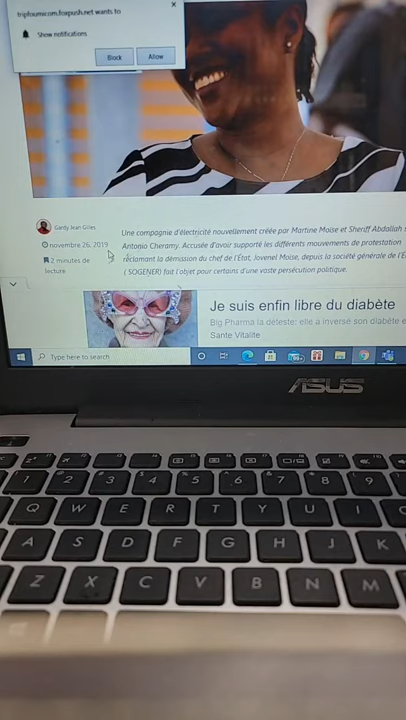 tripfoumicom.foxpush.net wants to
Show notifications
Block
Allow
Gardy Jean Gilles
novembre 26, 2019
2 minutes de
lecture
Une compagnie d'électricité nouvellement créée par Martine Moïse et Sheriff Abdallah
Antonio Cheramy. Accusée d'avoir supporté les différents mouvements de protestation
réclamant la démission du chef de l'État, Jovenel Moïse, depuis la société générale de l'É
( SOGENER) fait l'objet pour certains d'une vaste persécution politique.
Je suis enfin libre du diabète
Big Pharma la déteste: elle a inversé son diabète
Sante Vitalite
Type here to search
ASUS
1 2 3 4 5 6 7 8 9
Q W E R T Y U I
A S D F G H J K
Z X C V B N M